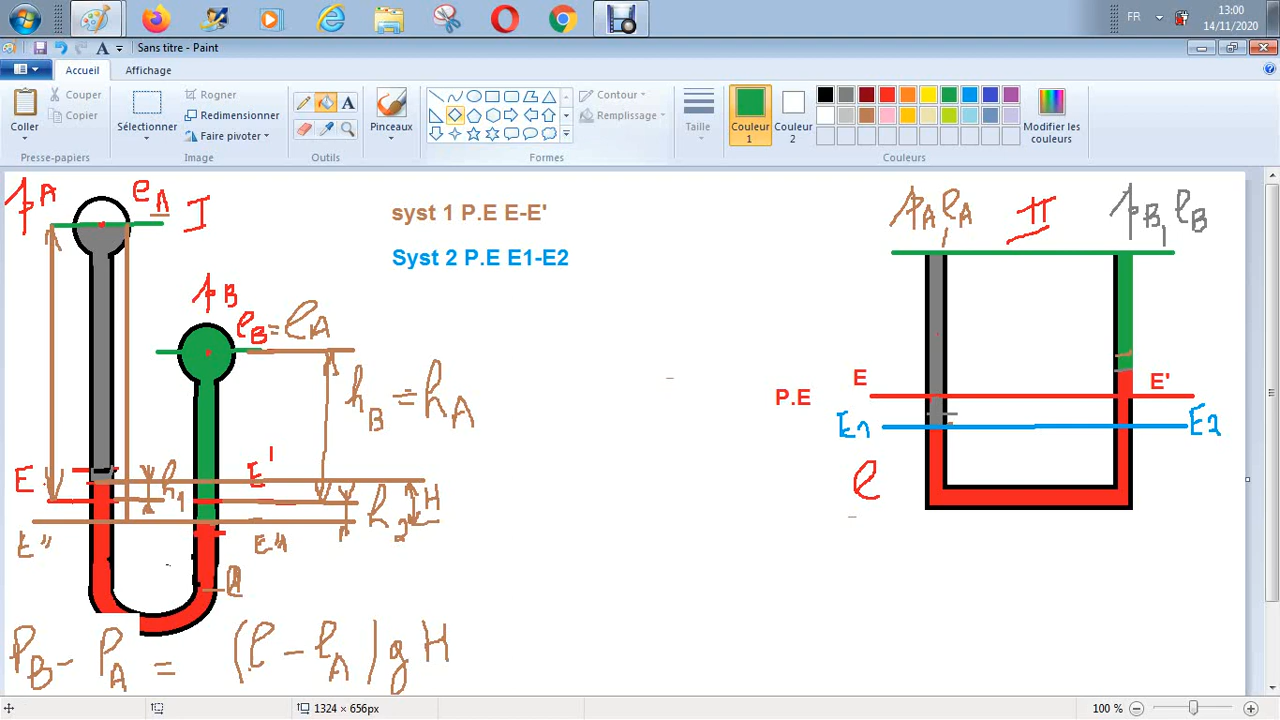 FR
13:00
14/11/2020
Sans titre - Paint
Accueil
Affichage
Coller
Couper
Copier
Presse-papiers
Sélectionner
Rogner
Redimensionner
Faire pivoter
Image
Outils
Pinceaux
Formes
Contour
Remplissage
Taille
Couleur 1
Couleur 2
Modifier les couleurs
Couleurs
pA
ρA
I
syst 1 P.E E-E'
Syst 2 P.E E1-E2
pB
ρB = ρA
hB = hA
E
E'
h1
h2
H
E''
E''
PB - PA = (ρ - ρA) g H
pA, ρA
II
pB, ρB
P.E
E
E'
E1
E2
ρ
1324 × 656px
100 %